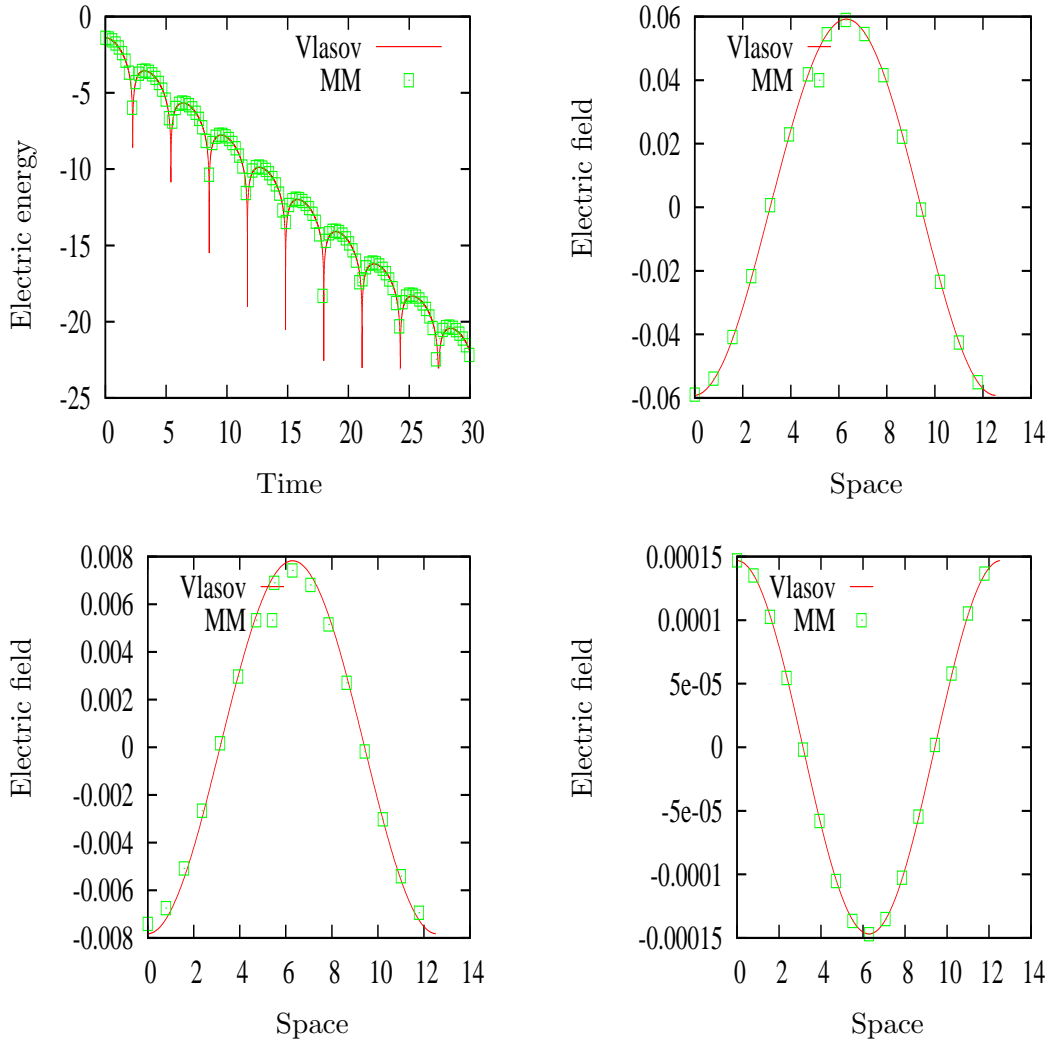 0
-5
-10
-15
-20
-25
0 5 10 15 20 25 30
Electric energy
Time
Vlasov
MM
0.06
0.04
0.02
0
-0.02
-0.04
-0.06
0 2 4 6 8 10 12 14
Electric field
Space
Vlasov
MM
0.008
0.006
0.004
0.002
0
-0.002
-0.004
-0.006
-0.008
0 2 4 6 8 10 12 14
Electric field
Space
Vlasov
MM
0.00015
0.0001
5e-05
0
-5e-05
-0.0001
-0.00015
0 2 4 6 8 10 12 14
Electric field
Space
Vlasov
MM